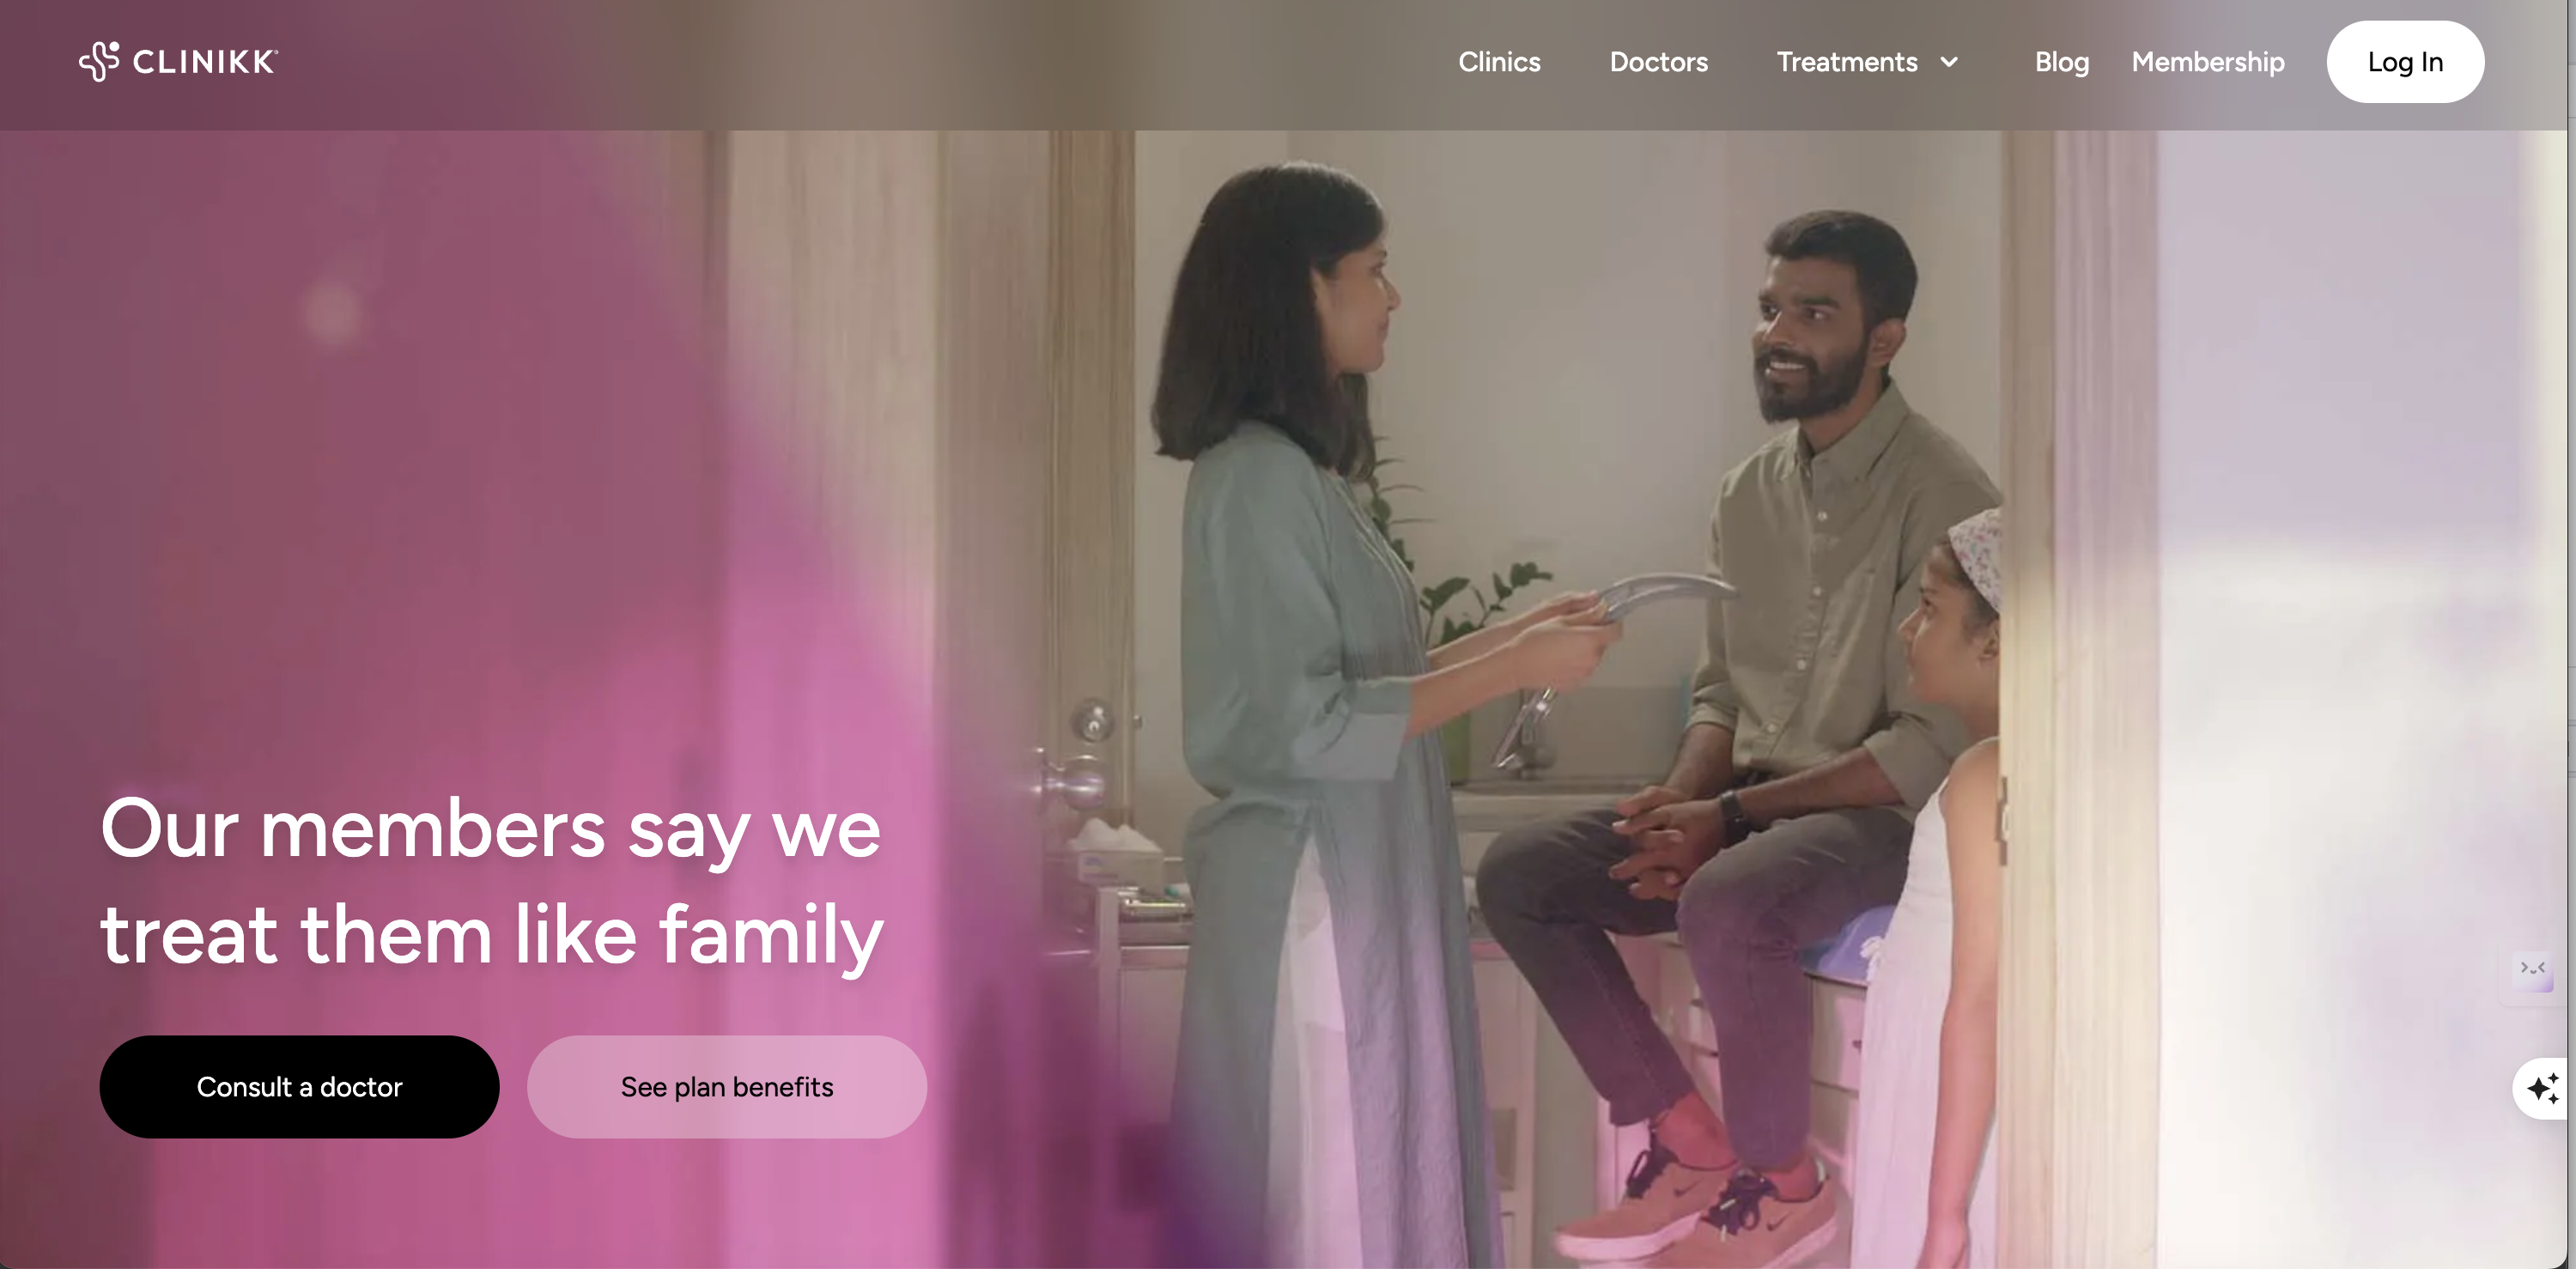 CLINIKK
Clinics
Doctors
Treatments
Blog
Membership
Log In
Our members say we
treat them like family
Consult a doctor
See plan benefits